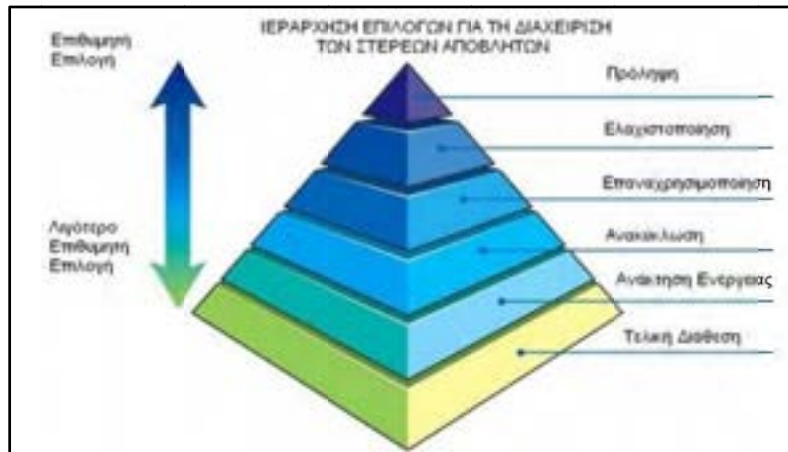 ΙΕΡΑΡΧΗΣΗ ΕΠΙΛΟΓΩΝ ΓΙΑ ΤΗ ΔΙΑΧΕΙΡΙΣΗ
ΤΩΝ ΣΤΕΡΕΩΝ ΑΠΟΒΛΗΤΩΝ
Επιθυμητή
Επιλογή
Πρόληψη
Ελαχιστοποίηση
Επαναχρησιμοποίηση
Λιγότερο
Επιθυμητή
Επιλογή
Ανακύκλωση
Ανάκτηση Ενέργειας
Τελική Διάθεση